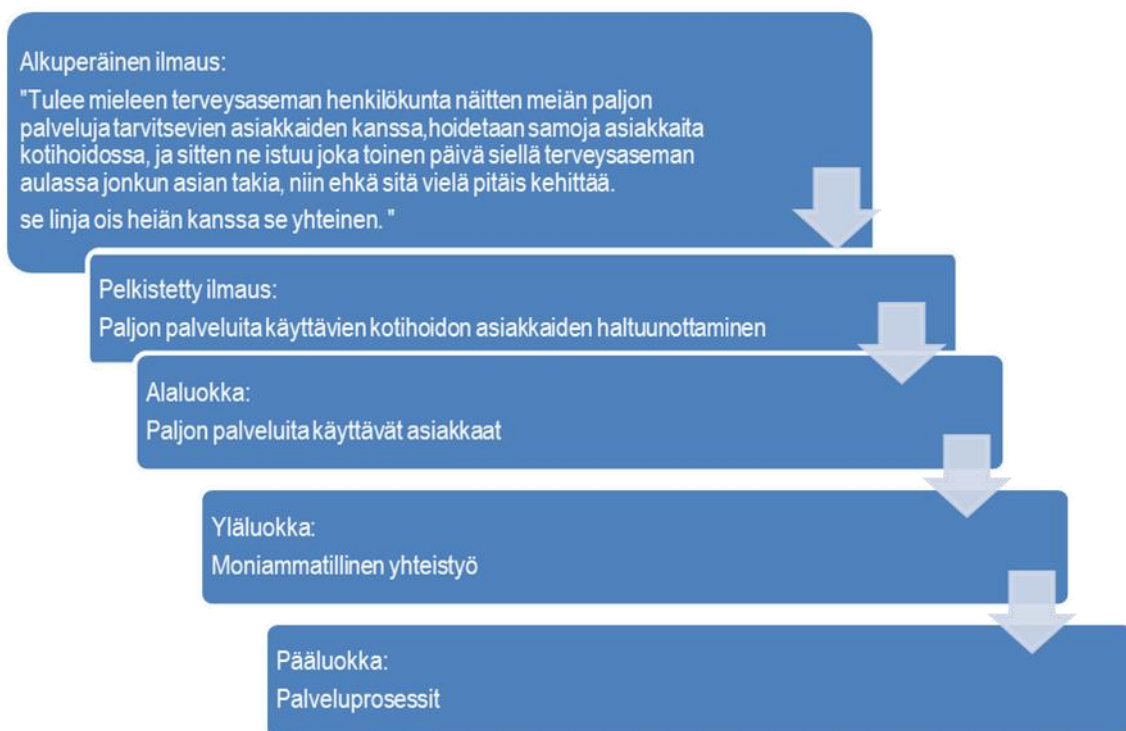 Alkuperäinen ilmaus:
"Tulee mieleen terveysaseman henkilökunta näitten meiän paljon
palveluja tarvitsevien asiakkaiden kanssa,hoidetaan samoja asiakkaita
kotihoidossa, ja sitten ne istuu joka toinen päivä siellä terveysaseman
aulassa jonkun asian takia, niin ehkä sitä vielä pitäis kehittää.
se linja ois heiän kanssa se yhteinen. "
Pelkistetty ilmaus:
Paljon palveluita käyttävien kotihoidon asiakkaiden haltuunottaminen
Alaluokka:
Paljon palveluita käyttävät asiakkaat
Yläluokka:
Moniammatillinen yhteistyö
Pääluokka:
Palveluprosessit